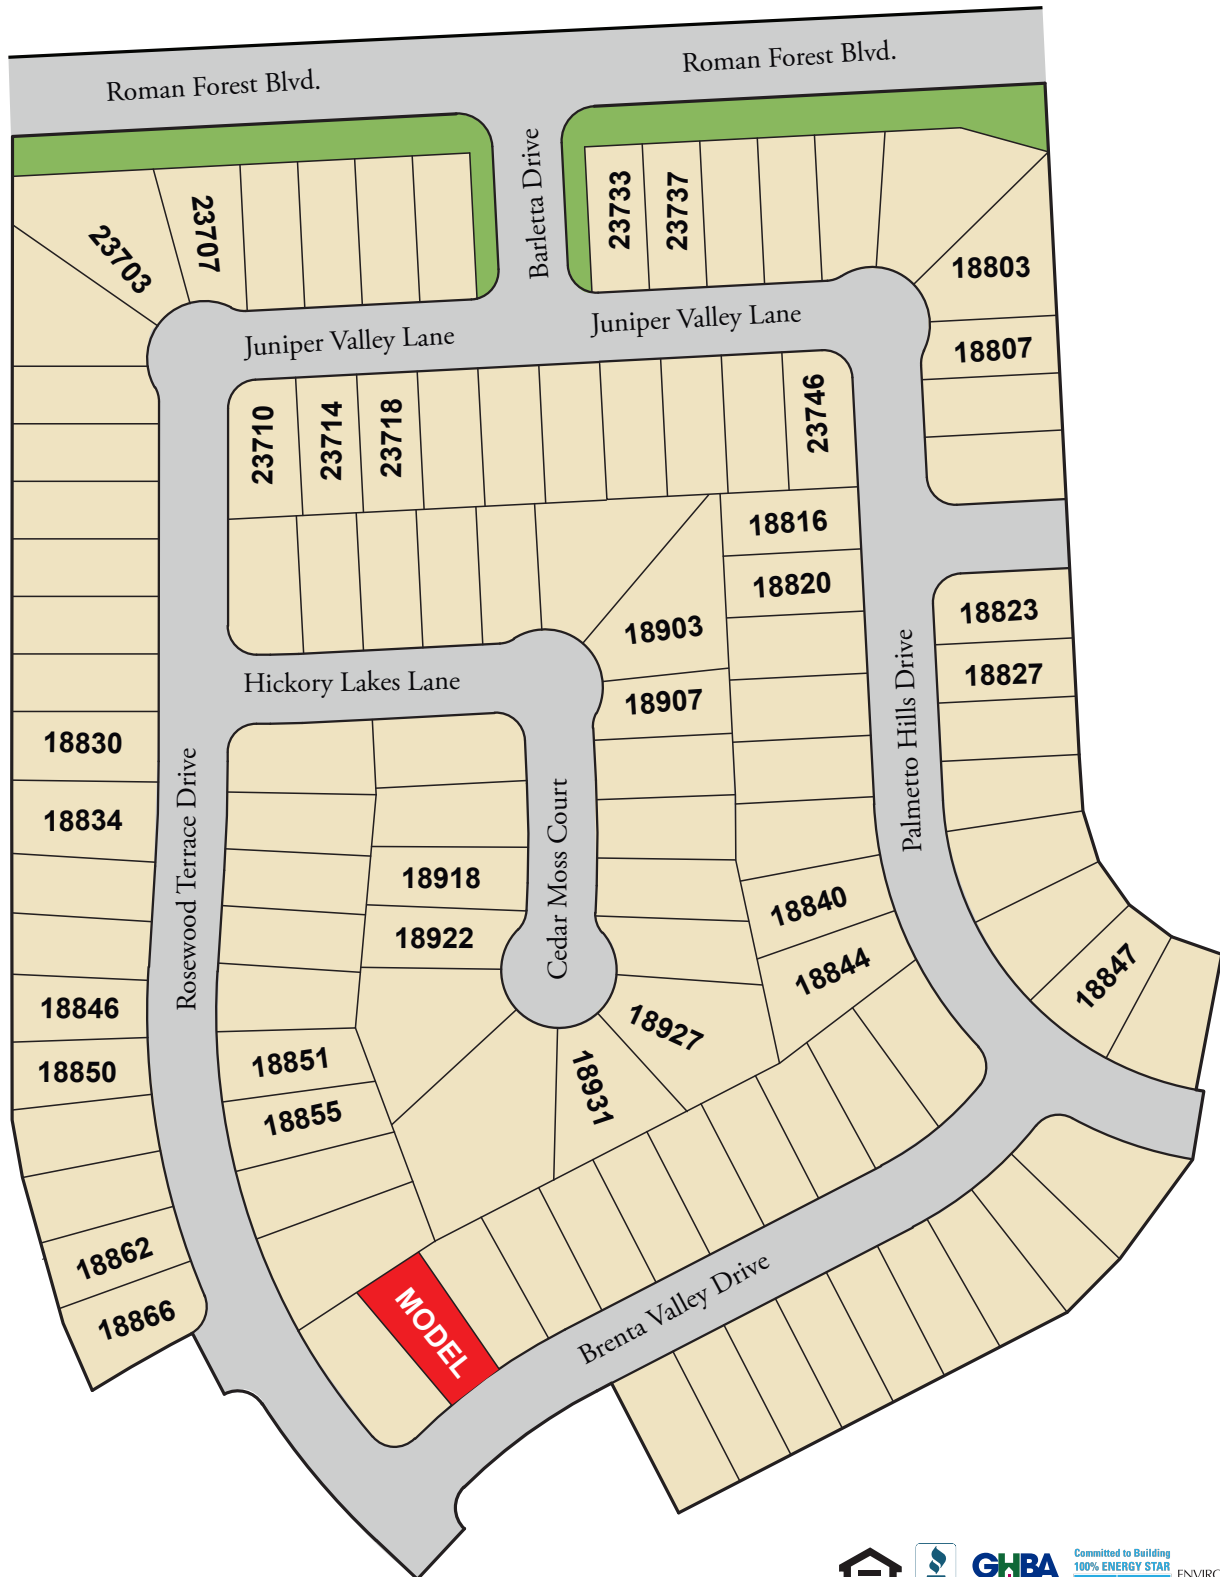 Roman Forest Blvd.
Roman Forest Blvd.
Barletta Drive
23703
23707
23733
23737
18803
18807
Juniper Valley Lane
Juniper Valley Lane
23710
23714
23718
23746
18816
18820
18823
18827
18903
18907
Hickory Lakes Lane
Palmetto Hills Drive
18830
18834
Rosewood Terrace Drive
Cedar Moss Court
18918
18922
18840
18844
18847
18846
18850
18851
18855
18927
18931
18862
18866
MODEL
Brenta Valley Drive
GHBA
Committed to Building
100% ENERGY STAR